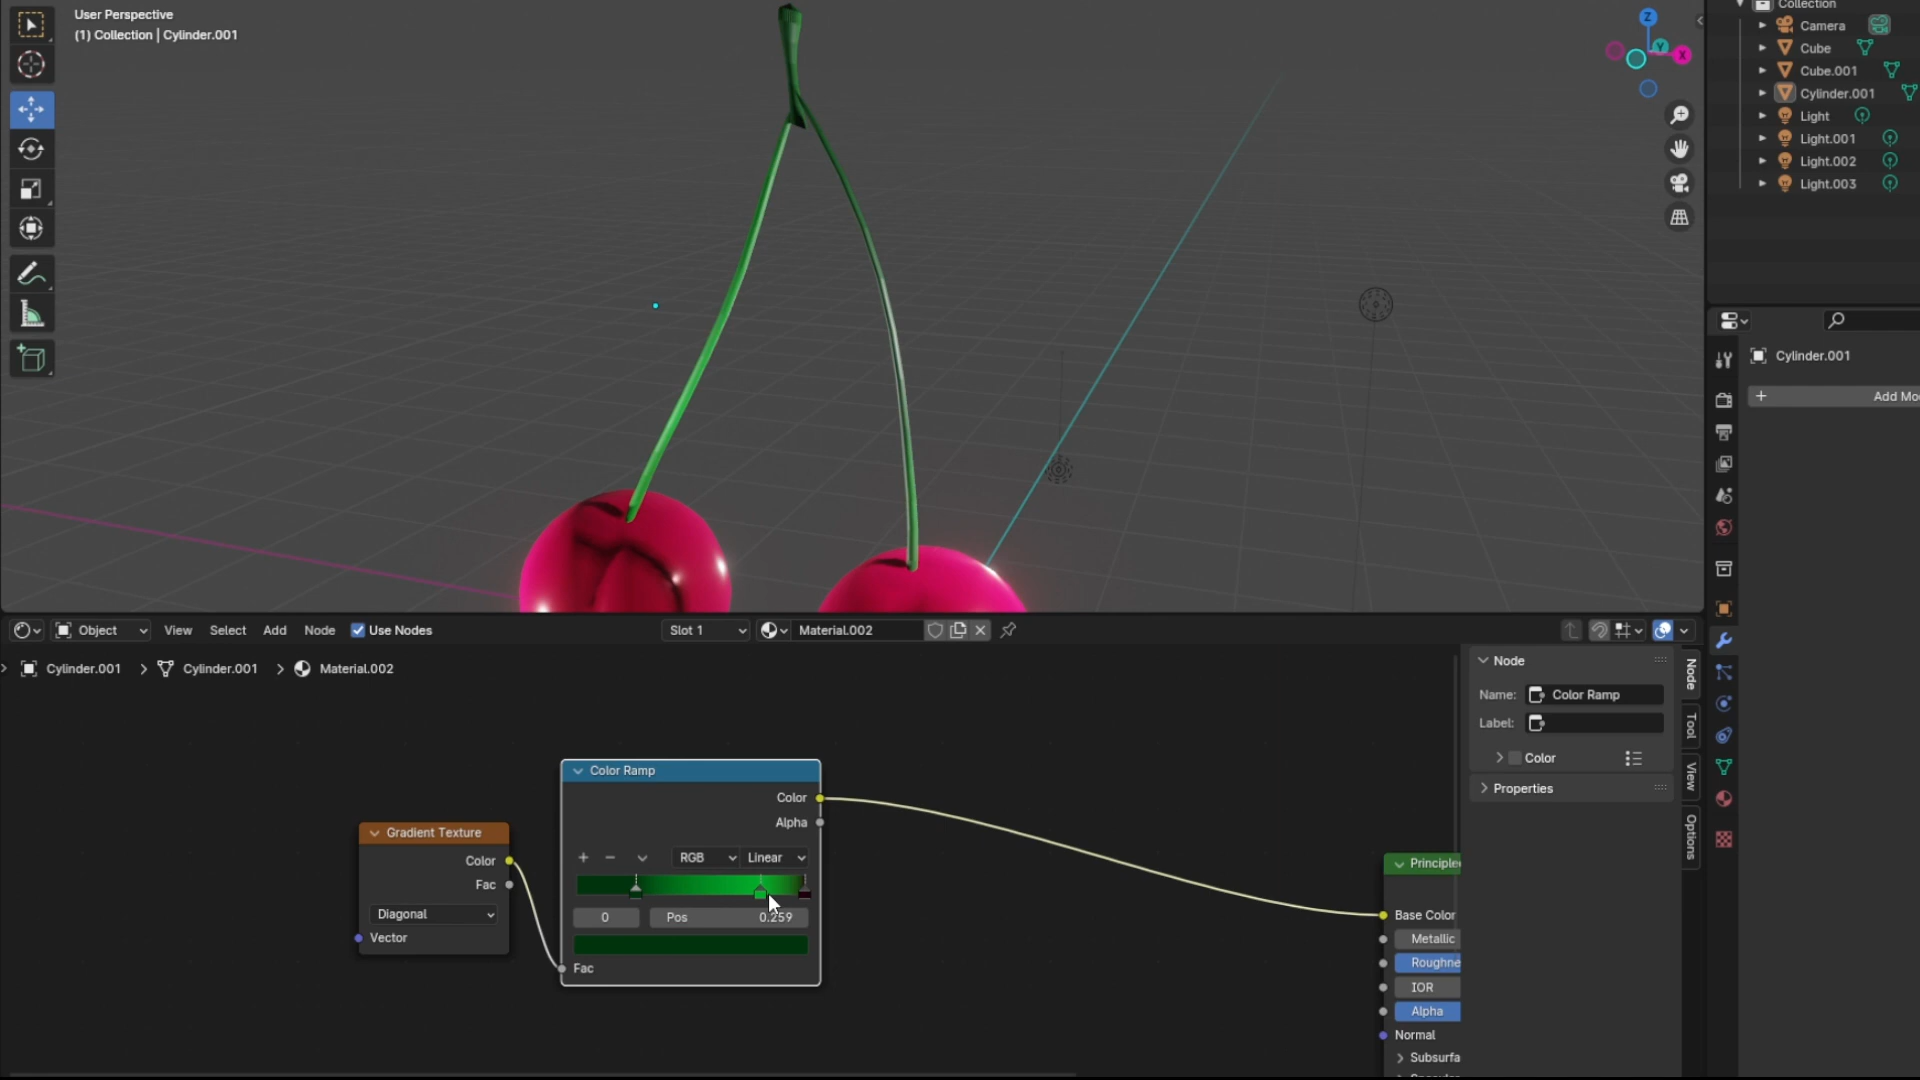 User Perspective
(1) Collection | Cylinder.001
Z
Y
X
Collection
Camera
Cube
Cube.001
Cylinder.001
Light
Light.001
Light.002
Light.003
Cylinder.001
+ Add Mo
Object View Select Add Node Use Nodes Slot 1 Material.002
Cylinder.001 > Cylinder.001 > Material.002
Node
Name: Color Ramp
Label:
Color
Properties
Node
Tool
View
Options
Color Ramp
Color
Alpha
+ − RGB Linear
0 Pos 0.259
Fac
Gradient Texture
Color
Fac
Diagonal
Vector
Principle
Base Color
Metallic
Roughne
IOR
Alpha
Normal
Subsurfa